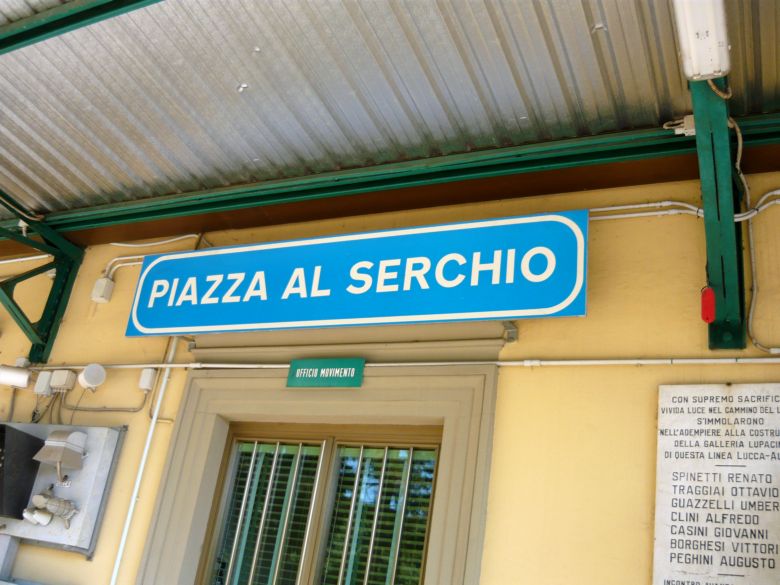 PIAZZA AL SERCHIO
UFFICIO MOVIMENTO
CON SUPREMO SACRIFIC
VIVIDA LUCE NEL CAMMINO DEL
S'IMMOLARONO
NELL'ADEMPIERE ALLA COSTRU
DELLA GALLERIA LUPACIN
DI QUESTA LINEA LUCCA-AU
SPINETTI RENATO
TRAGGIAI OTTAVIO
GUAZZELLI UMBER
CLINI ALFREDO
CASINI GIOVANNI
BORGHESI VITTORI
PEGHINI AUGUSTO